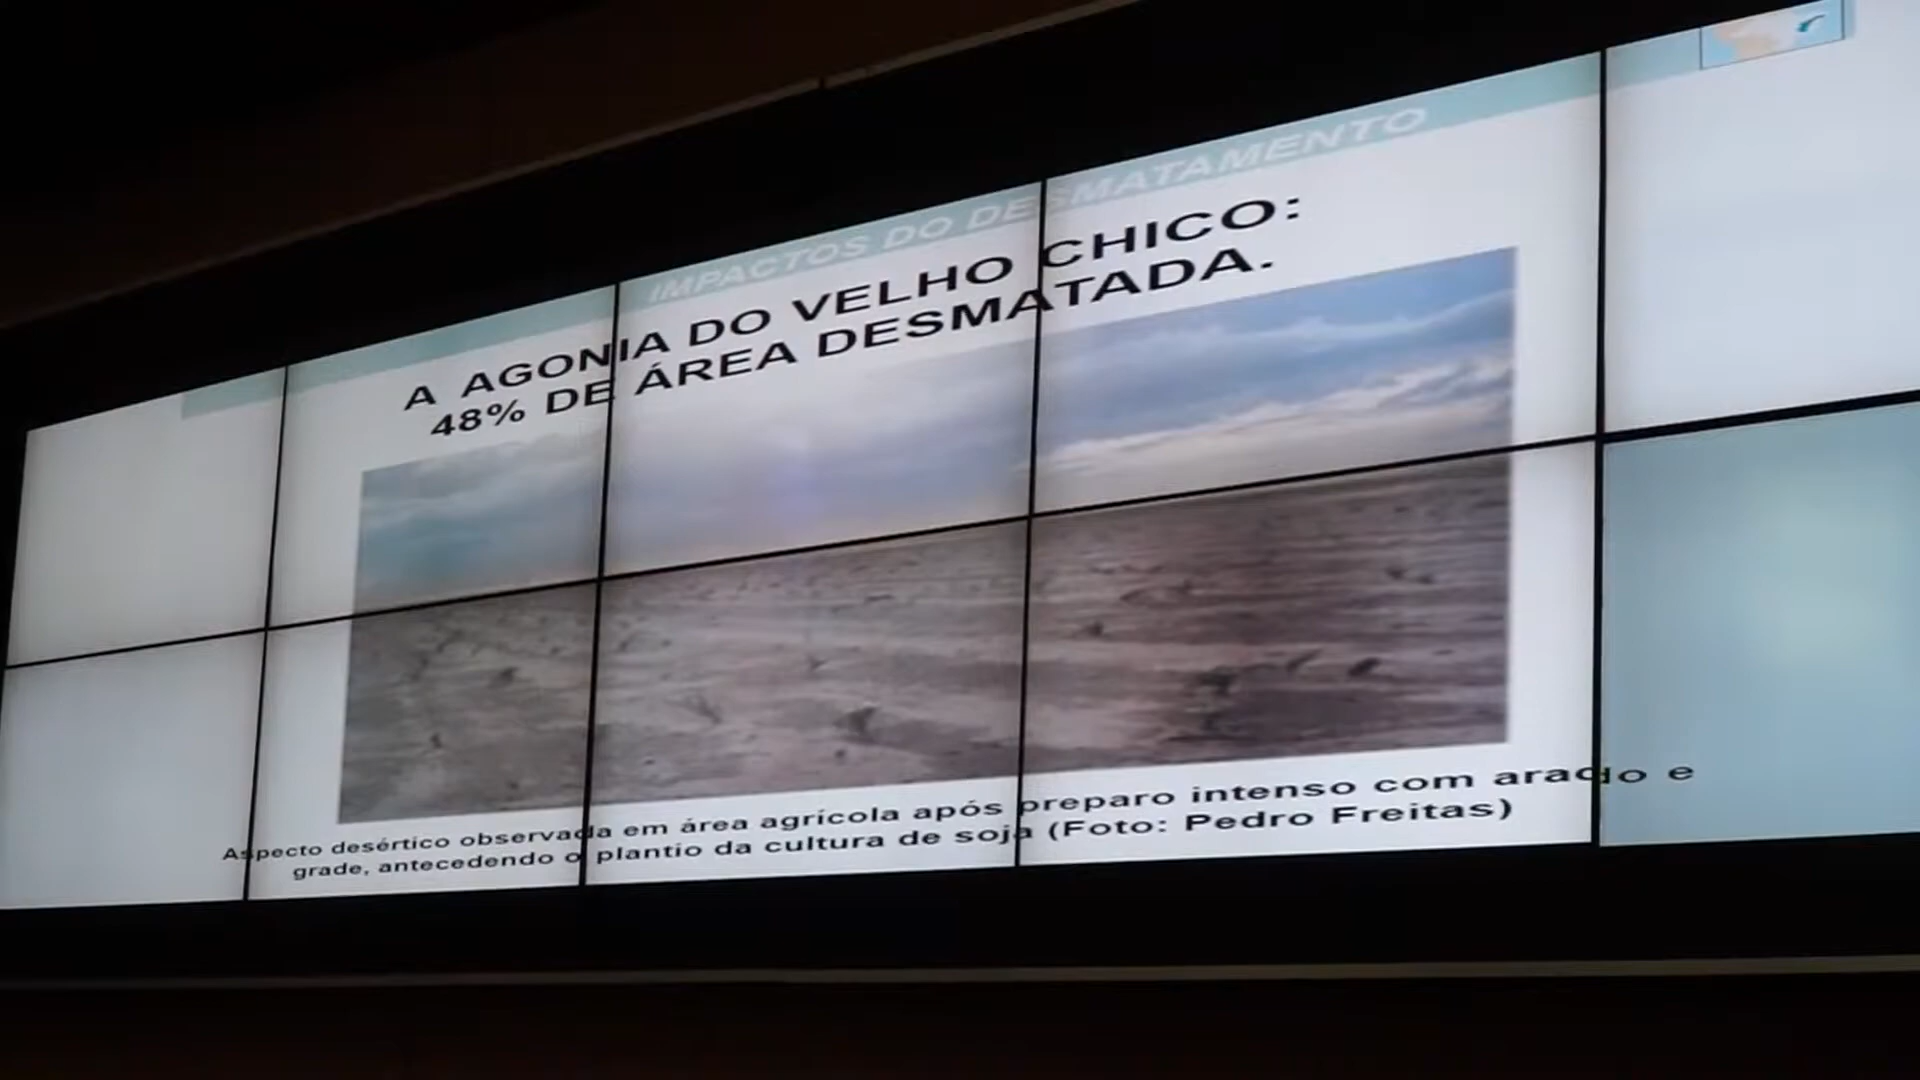 IMPACTOS DO DESMATAMENTO
A AGONIA DO VELHO CHICO:
48% DE ÁREA DESMATADA.
Aspecto desértico observada em área agrícola após preparo intenso com arado e
grade, antecedendo o plantio da cultura de soja (Foto: Pedro Freitas)